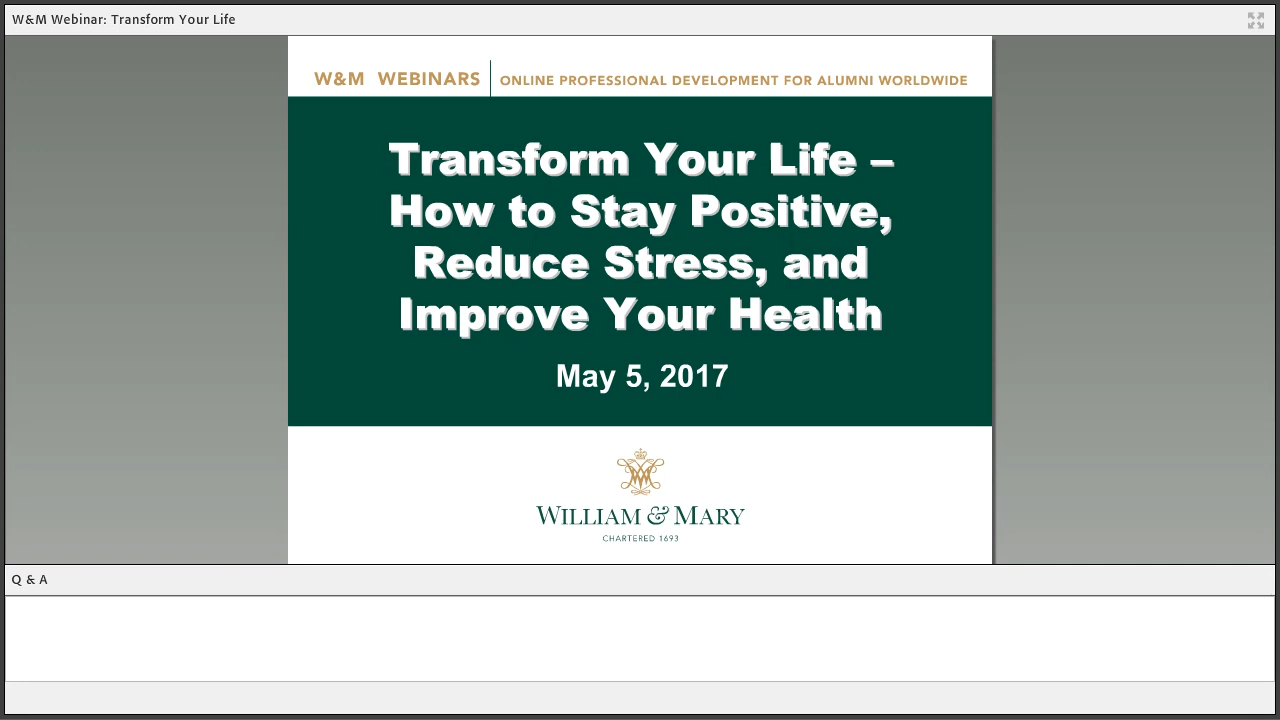 W&M Webinar: Transform Your Life
W&M WEBINARS ONLINE PROFESSIONAL DEVELOPMENT FOR ALUMNI WORLDWIDE
Transform Your Life –
How to Stay Positive,
Reduce Stress, and
Improve Your Health
May 5, 2017
WILLIAM & MARY
CHARTERED 1693
Q & A